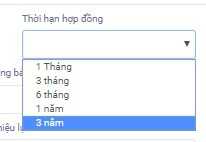 Thời hạn hợp đồng
1 Tháng
3 tháng
6 tháng
1 năm
3 năm